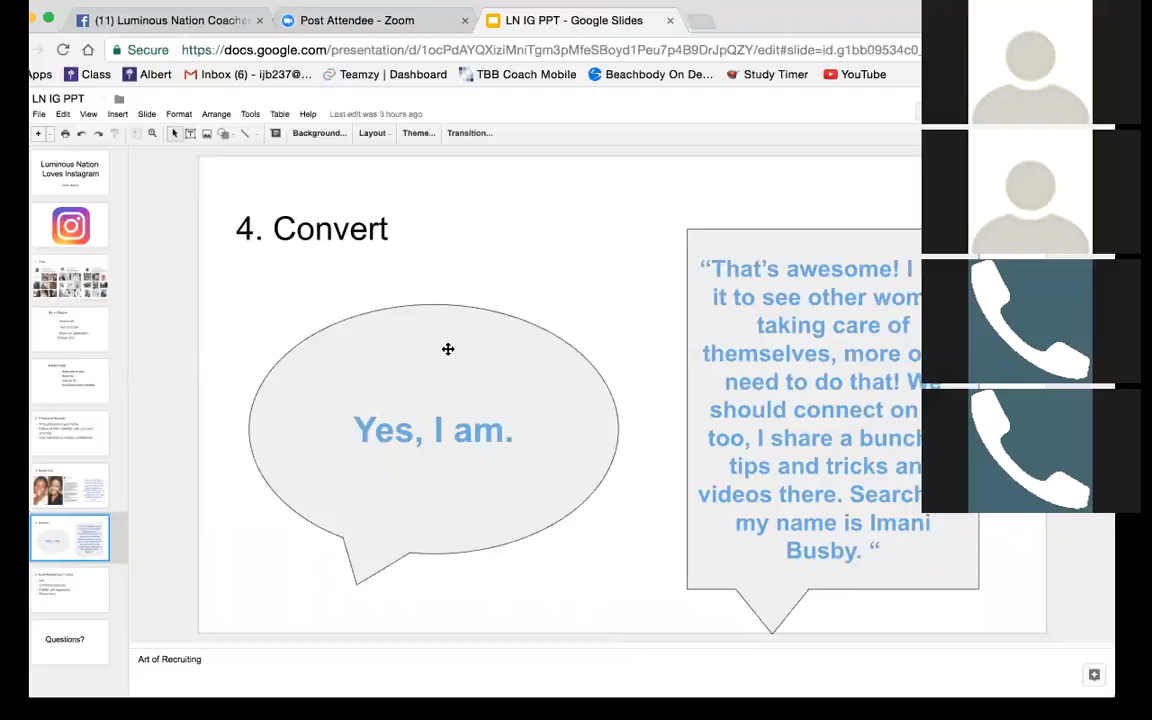 (11) Luminous Nation Coache
Post Attendee - Zoom
LN IG PPT - Google Slides
Secure
https://docs.google.com/presentation/d/1ocPdAYQXiziMniTgm3pMfeSBoyd1Peu7p4B9DrJpQZY/edit#slide=id.g1bb09534c0_
Apps
Class
Albert
Inbox (6) - ijb237@...
Teamzy | Dashboard
TBB Coach Mobile
Beachbody On De...
Study Timer
YouTube
LN IG PPT
File Edit View Insert Slide Format Arrange Tools Table Help Last edit was 3 hours ago
Background... Layout Theme... Transition...
Luminous Nation
Loves Instagram
4. Convert
Yes, I am.
“That’s awesome! I
it to see other wom
taking care of
themselves, more o
need to do that! We
should connect on
too, I share a bunch
tips and tricks an
videos there. Search
my name is Imani
Busby. “
Questions?
Art of Recruiting